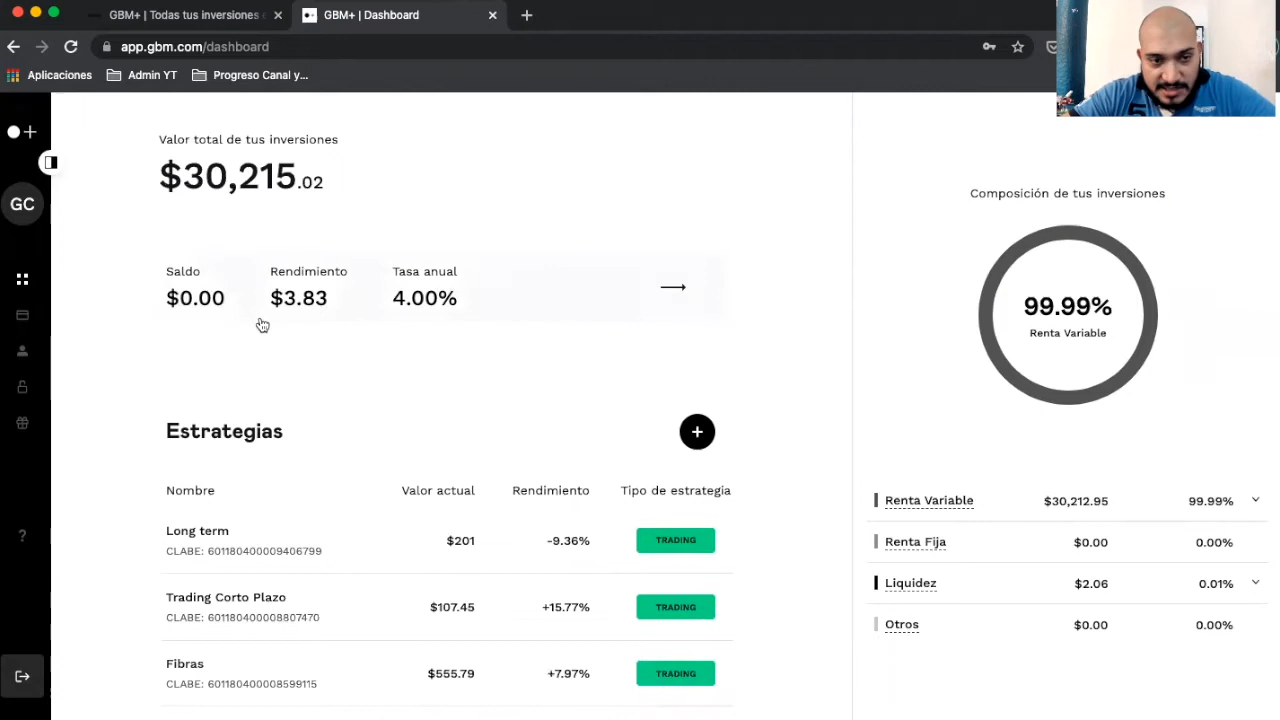 GBM+ | Todas tus inversiones
GBM+ | Dashboard
app.gbm.com/dashboard
Aplicaciones
Admin YT
Progreso Canal y...
GC
?
Valor total de tus inversiones
$30,215.02
Saldo Rendimiento Tasa anual
$0.00 $3.83 4.00%
Estrategias
+
Nombre Valor actual Rendimiento Tipo de estrategia
Long term
CLABE: 601180400009406799
$201 -9.36% TRADING
Trading Corto Plazo
CLABE: 601180400008807470
$107.45 +15.77% TRADING
Fibras
CLABE: 601180400008599115
$555.79 +7.97% TRADING
Composición de tus inversiones
99.99%
Renta Variable
Renta Variable $30,212.95 99.99%
Renta Fija $0.00 0.00%
Liquidez $2.06 0.01%
Otros $0.00 0.00%